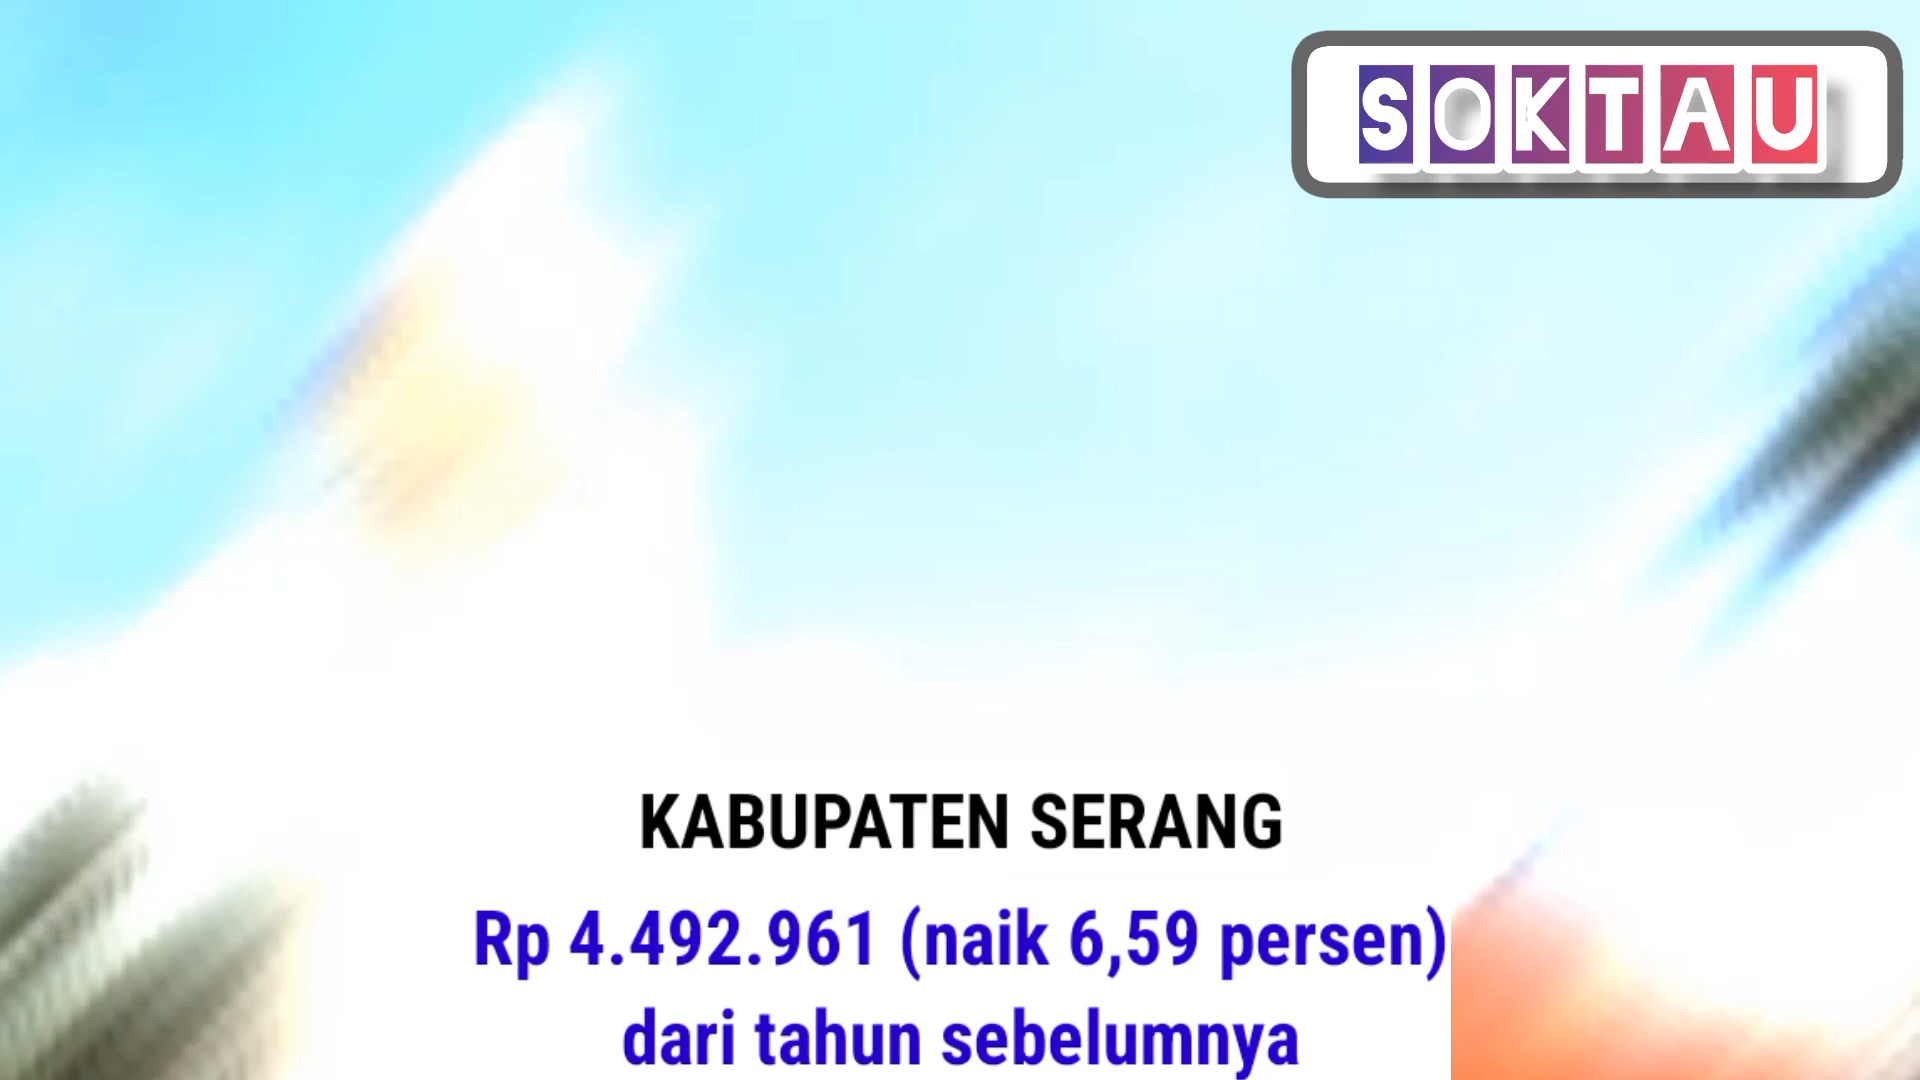 SOKTAU
KABUPATEN SERANG
Rp 4.492.961 (naik 6,59 persen)
dari tahun sebelumnya